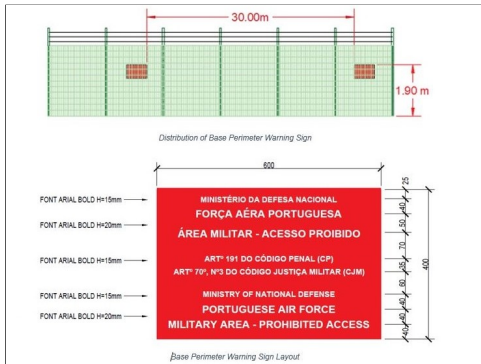 30.00m
1.90 m
Distribution of Base Perimeter Warning Sign
600
25
FONT ARIAL BOLD H=15mm
MINISTÉRIO DA DEFESA NACIONAL
40
FORÇA AÉRA PORTUGUESA
FONT ARIAL BOLD H=20mm
50
ÁREA MILITAR - ACESSO PROIBIDO
70
400
FONT ARIAL BOLD H=15mm
ARTº 191 DO CÓDIGO PENAL (CP)
35
ARTº 70º, Nº3 DO CÓDIGO JUSTIÇA MILITAR (CJM)
60
FONT ARIAL BOLD H=15mm
MINISTRY OF NATIONAL DEFENSE
40
FONT ARIAL BOLD H=20mm
PORTUGUESE AIR FORCE
40
MILITARY AREA - PROHIBITED ACCESS
40
Base Perimeter Warning Sign Layout